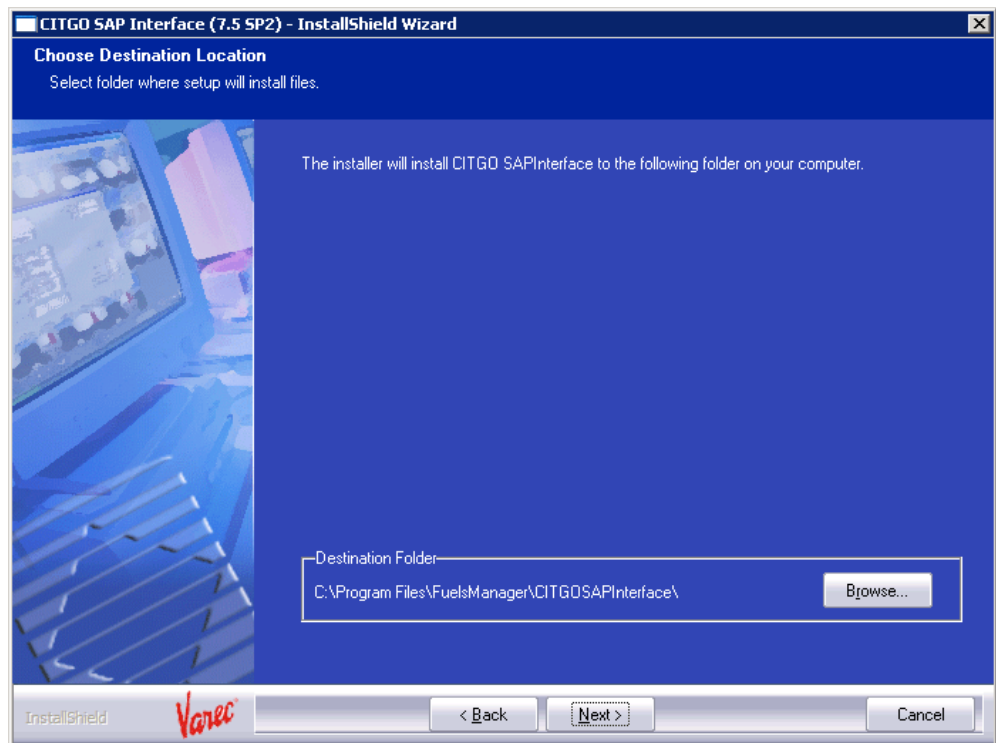 CITGO SAP Interface (7.5 SP2) - InstallShield Wizard
Choose Destination Location
Select folder where setup will install files.
The installer will install CITGO SAPInterface to the following folder on your computer.
Destination Folder
C:\Program Files\FuelsManager\CITGOSAPInterface\
Browse...
InstallShield
Varec
< Back
Next >
Cancel